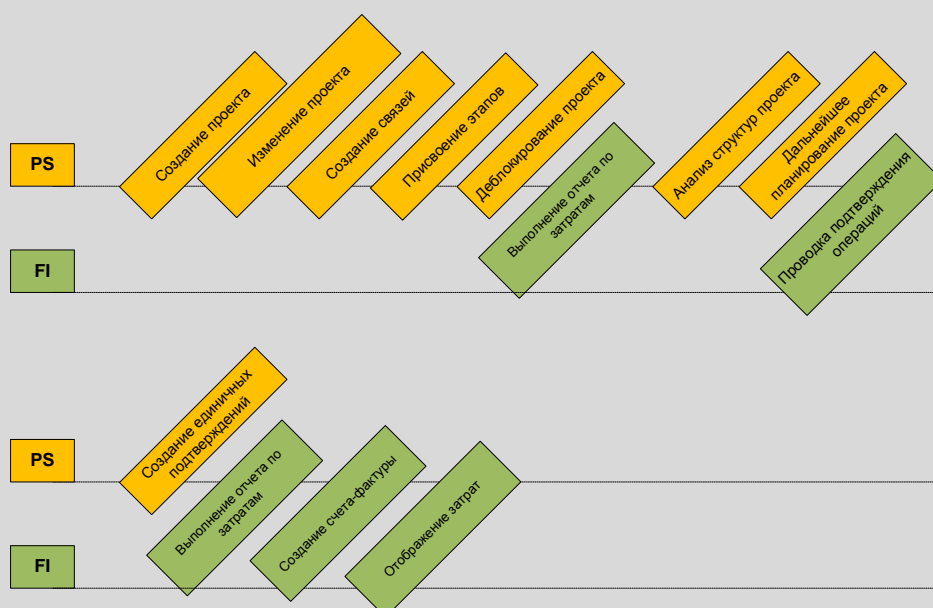 PS
Создание проекта
Изменение проекта
Создание связей
Присвоение этапов
Деблокирование проекта
Анализ структур проекта
Дальнейшее
планирование проекта
FI
Выполнение отчета по
затратам
Проводка подтверждения
операций
PS
Создание единичных
подтверждений
FI
Выполнение отчета по
затратам
Создание счета-фактуры
Отображение затрат